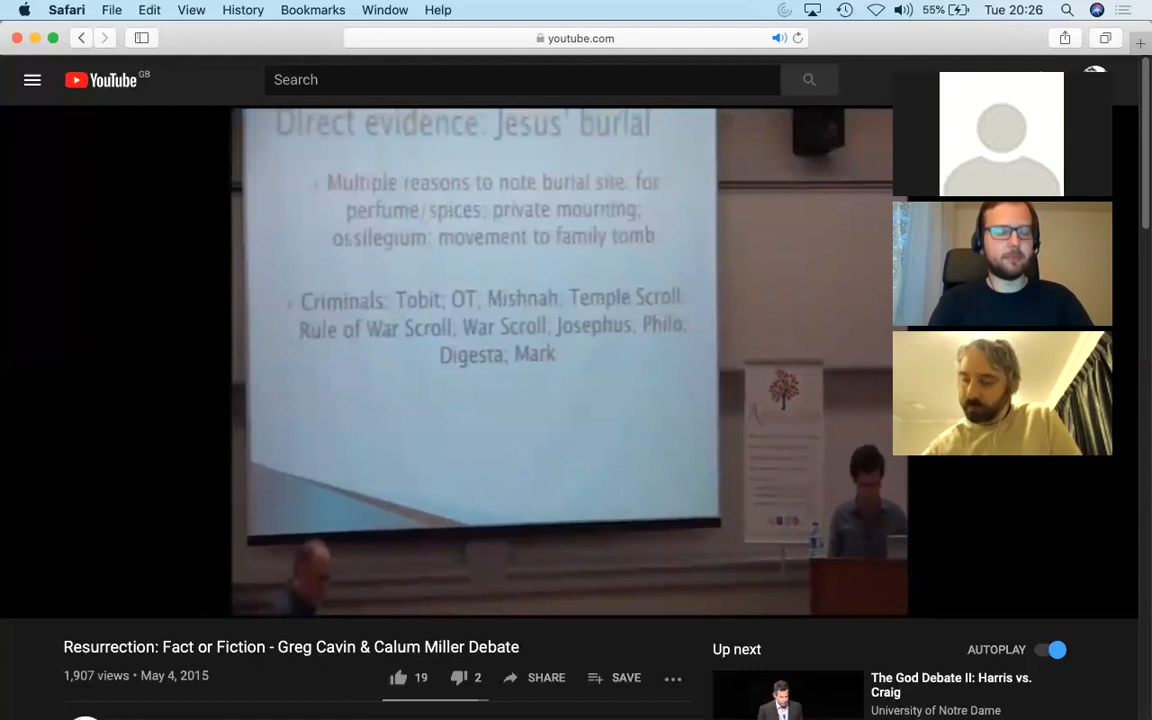 Safari File Edit View History Bookmarks Window Help 55% Tue 20:26
youtube.com
YouTube GB Search
Direct evidence: Jesus' burial
Multiple reasons to note burial site: for
perfume/spices; private mourning;
ossilegium: movement to family tomb
Criminals: Tobit; OT, Mishnah, Temple Scroll,
Rule of War Scroll; War Scroll, Josephus, Philo,
Digesta; Mark
Resurrection: Fact or Fiction - Greg Cavin & Calum Miller Debate
1,907 views • May 4, 2015
19 2 SHARE SAVE
Up next AUTOPLAY
The God Debate II: Harris vs.
Craig
University of Notre Dame